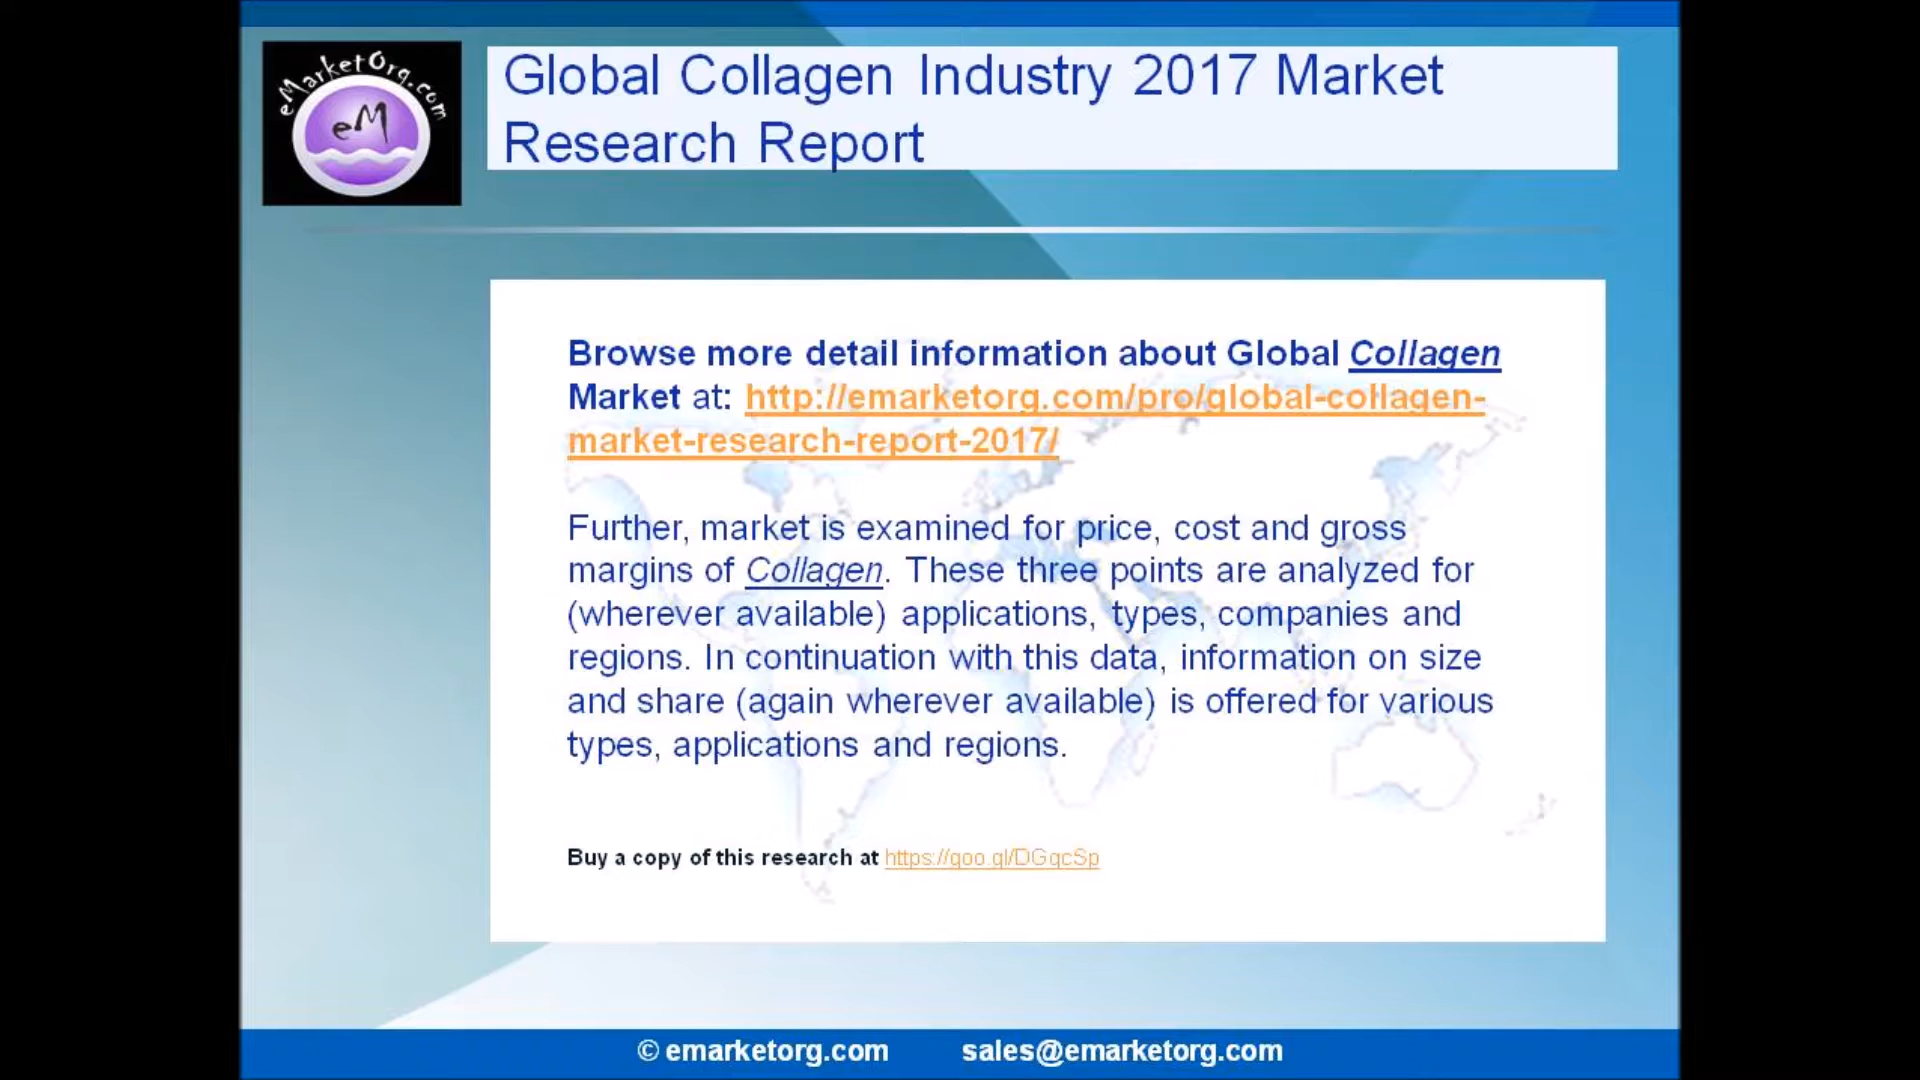 eMarketOrg.com
eM
Global Collagen Industry 2017 Market
Research Report
Browse more detail information about Global Collagen
Market at: http://emarketorg.com/pro/global-collagen-
market-research-report-2017/
Further, market is examined for price, cost and gross
margins of Collagen. These three points are analyzed for
(wherever available) applications, types, companies and
regions. In continuation with this data, information on size
and share (again wherever available) is offered for various
types, applications and regions.
Buy a copy of this research at https://goo.gl/DGqcSp
© emarketorg.com sales@emarketorg.com